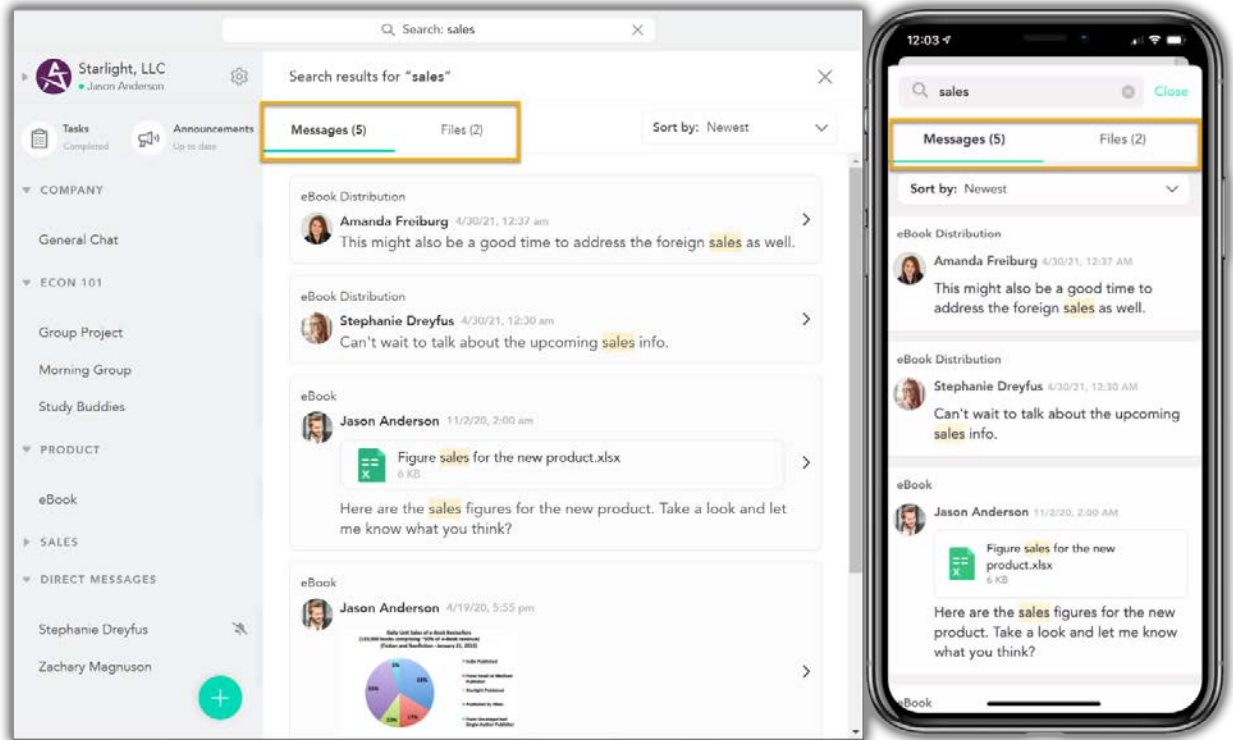 Search: sales
Starlight, LLC
Jason Anderson
Tasks
Completed
Announcements
Up to date
COMPANY
General Chat
ECON 101
Group Project
Morning Group
Study Buddies
PRODUCT
eBook
SALES
DIRECT MESSAGES
Stephanie Dreyfus
Zachary Magnuson
+
Search results for "sales"
Messages (5)
Files (2)
Sort by: Newest
eBook Distribution
Amanda Freiburg 4/30/21, 12:37 am
This might also be a good time to address the foreign sales as well.
eBook Distribution
Stephanie Dreyfus 4/30/21, 12:30 am
Can't wait to talk about the upcoming sales info.
eBook
Jason Anderson 11/2/20, 2:00 am
Figure sales for the new product.xlsx
6 KB
Here are the sales figures for the new product. Take a look and let
me know what you think?
eBook
Jason Anderson 4/19/20, 5:55 pm
Daily Unit Sales of e-Book Bestsellers
12:03
sales
Close
Messages (5)
Files (2)
Sort by: Newest
eBook Distribution
Amanda Freiburg 4/30/21, 12:37 AM
This might also be a good time to
address the foreign sales as well.
eBook Distribution
Stephanie Dreyfus 4/30/21, 12:30 AM
Can't wait to talk about the upcoming
sales info.
eBook
Jason Anderson 11/2/20, 2:00 AM
Figure sales for the new
product.xlsx
6 KB
Here are the sales figures for the new
product. Take a look and let me know
what you think?
eBook